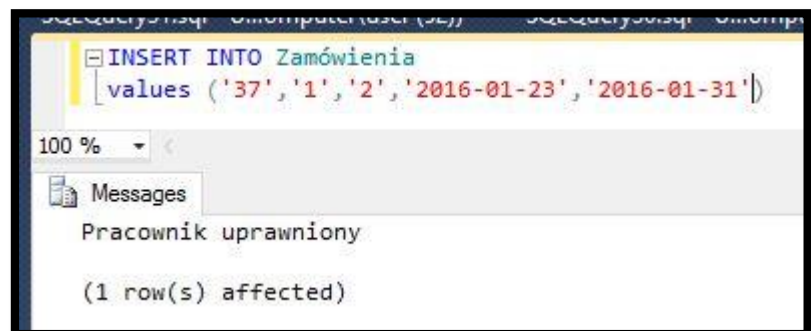 INSERT INTO Zamówienia
values ('37','1','2','2016-01-23','2016-01-31')
100 %
Messages
Pracownik uprawniony
(1 row(s) affected)